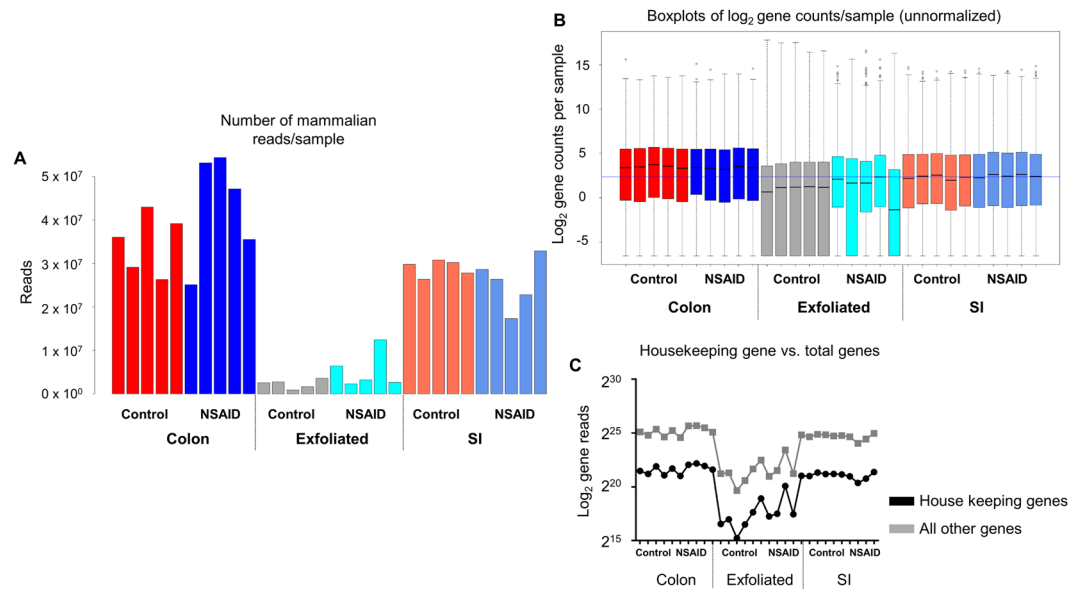 A
Number of mammalian
reads/sample
Reads
5 x 10⁷
4 x 10⁷
3 x 10⁷
2 x 10⁷
5 x 10⁷
0 x 10⁰
Control
NSAID
Colon
Exfoliated
Control
NSAID
SI
Control
NSAID
B
Boxplots of log₂ gene counts/sample (unnormalized)
Log₂ gene counts per sample
15
10
5
0
-5
Control
NSAID
Control
NSAID
Control
NSAID
Colon
Exfoliated
SI
C
Housekeeping gene vs. total genes
Log₂ gene reads
2³⁰
2²⁵
2²⁰
2¹⁵
Control
NSAID
Control
NSAID
Control
NSAID
Colon
Exfoliated
SI
House keeping genes
All other genes